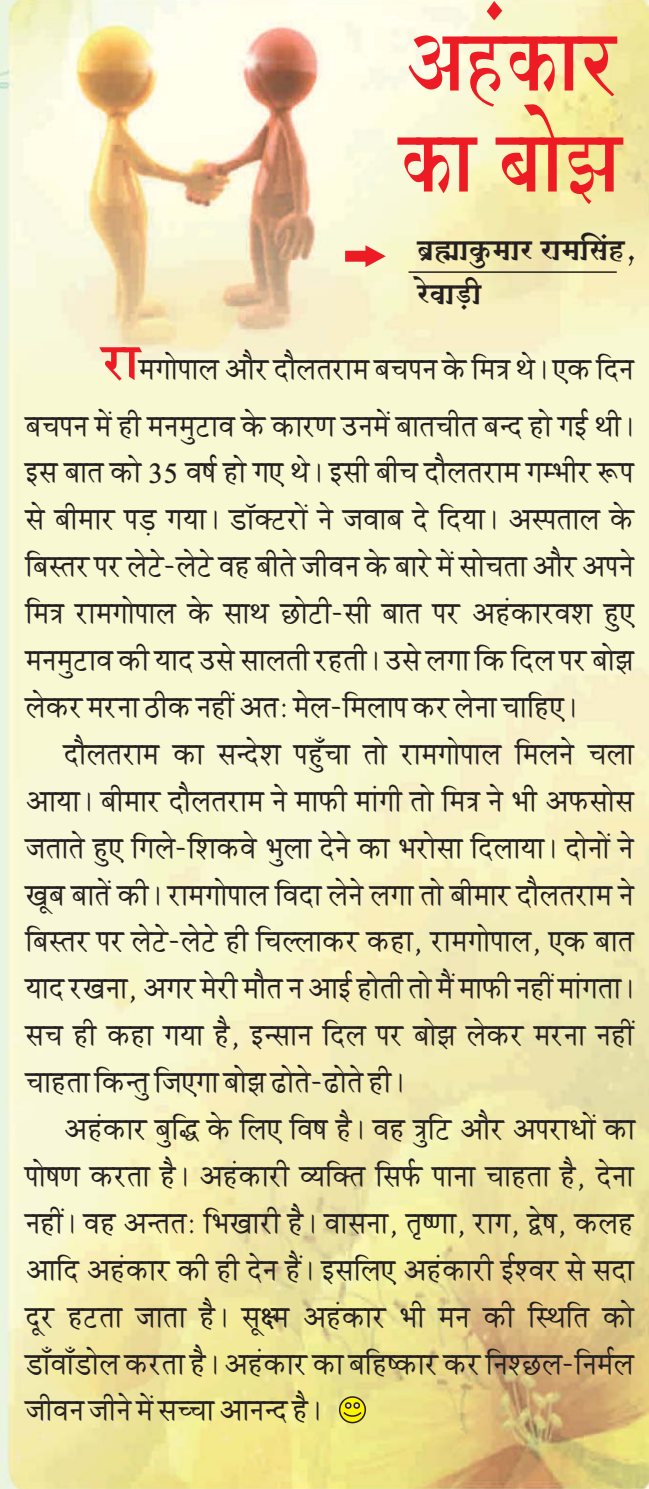 अहंकार
का बोझ
ब्रह्माकुमार रामसिंह,
रेवाड़ी
रामगोपाल और दौलतराम बचपन के मित्र थे। एक दिन
बचपन में ही मनमुटाव के कारण उनमें बातचीत बन्द हो गई थी।
इस बात को 35 वर्ष हो गए थे। इसी बीच दौलतराम गम्भीर रूप
से बीमार पड़ गया। डॉक्टरों ने जवाब दे दिया। अस्पताल के
बिस्तर पर लेटे-लेटे वह बीते जीवन के बारे में सोचता और अपने
मित्र रामगोपाल के साथ छोटी-सी बात पर अहंकारवश हुए
मनमुटाव की याद उसे सालती रहती। उसे लगा कि दिल पर बोझ
लेकर मरना ठीक नहीं अतः मेल-मिलाप कर लेना चाहिए।
दौलतराम का सन्देश पहुँचा तो रामगोपाल मिलने चला
आया। बीमार दौलतराम ने माफी मांगी तो मित्र ने भी अफसोस
जताते हुए गिले-शिकवे भुला देने का भरोसा दिलाया। दोनों ने
खूब बातें की। रामगोपाल विदा लेने लगा तो बीमार दौलतराम ने
बिस्तर पर लेटे-लेटे ही चिल्लाकर कहा, रामगोपाल, एक बात
याद रखना, अगर मेरी मौत न आई होती तो मैं माफी नहीं मांगता।
सच ही कहा गया है, इन्सान दिल पर बोझ लेकर मरना नहीं
चाहता किन्तु जिएगा बोझ ढोते-ढोते ही।
अहंकार बुद्धि के लिए विष है। वह त्रुटि और अपराधों का
पोषण करता है। अहंकारी व्यक्ति सिर्फ पाना चाहता है, देना
नहीं। वह अन्ततः भिखारी है। वासना, तृष्णा, राग, द्वेष, कलह
आदि अहंकार की ही देन हैं। इसलिए अहंकारी ईश्वर से सदा
दूर हटता जाता है। सूक्ष्म अहंकार भी मन की स्थिति को
डाँवाँडोल करता है। अहंकार का बहिष्कार कर निश्छल-निर्मल
जीवन जीने में सच्चा आनन्द है।